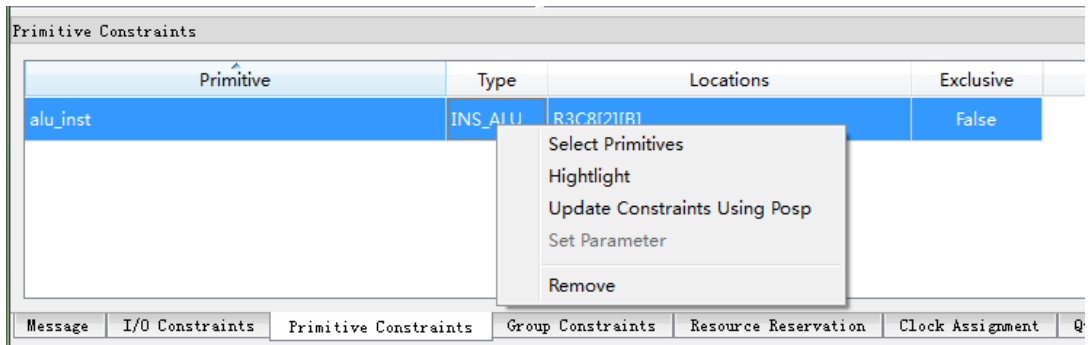 Primitive Constraints
Primitive Type Locations Exclusive
alu_inst INS_ALU R3C8[2][B] False
Select Primitives
Hightlight
Update Constraints Using Posp
Set Parameter
Remove
Message I/O Constraints Primitive Constraints Group Constraints Resource Reservation Clock Assignment